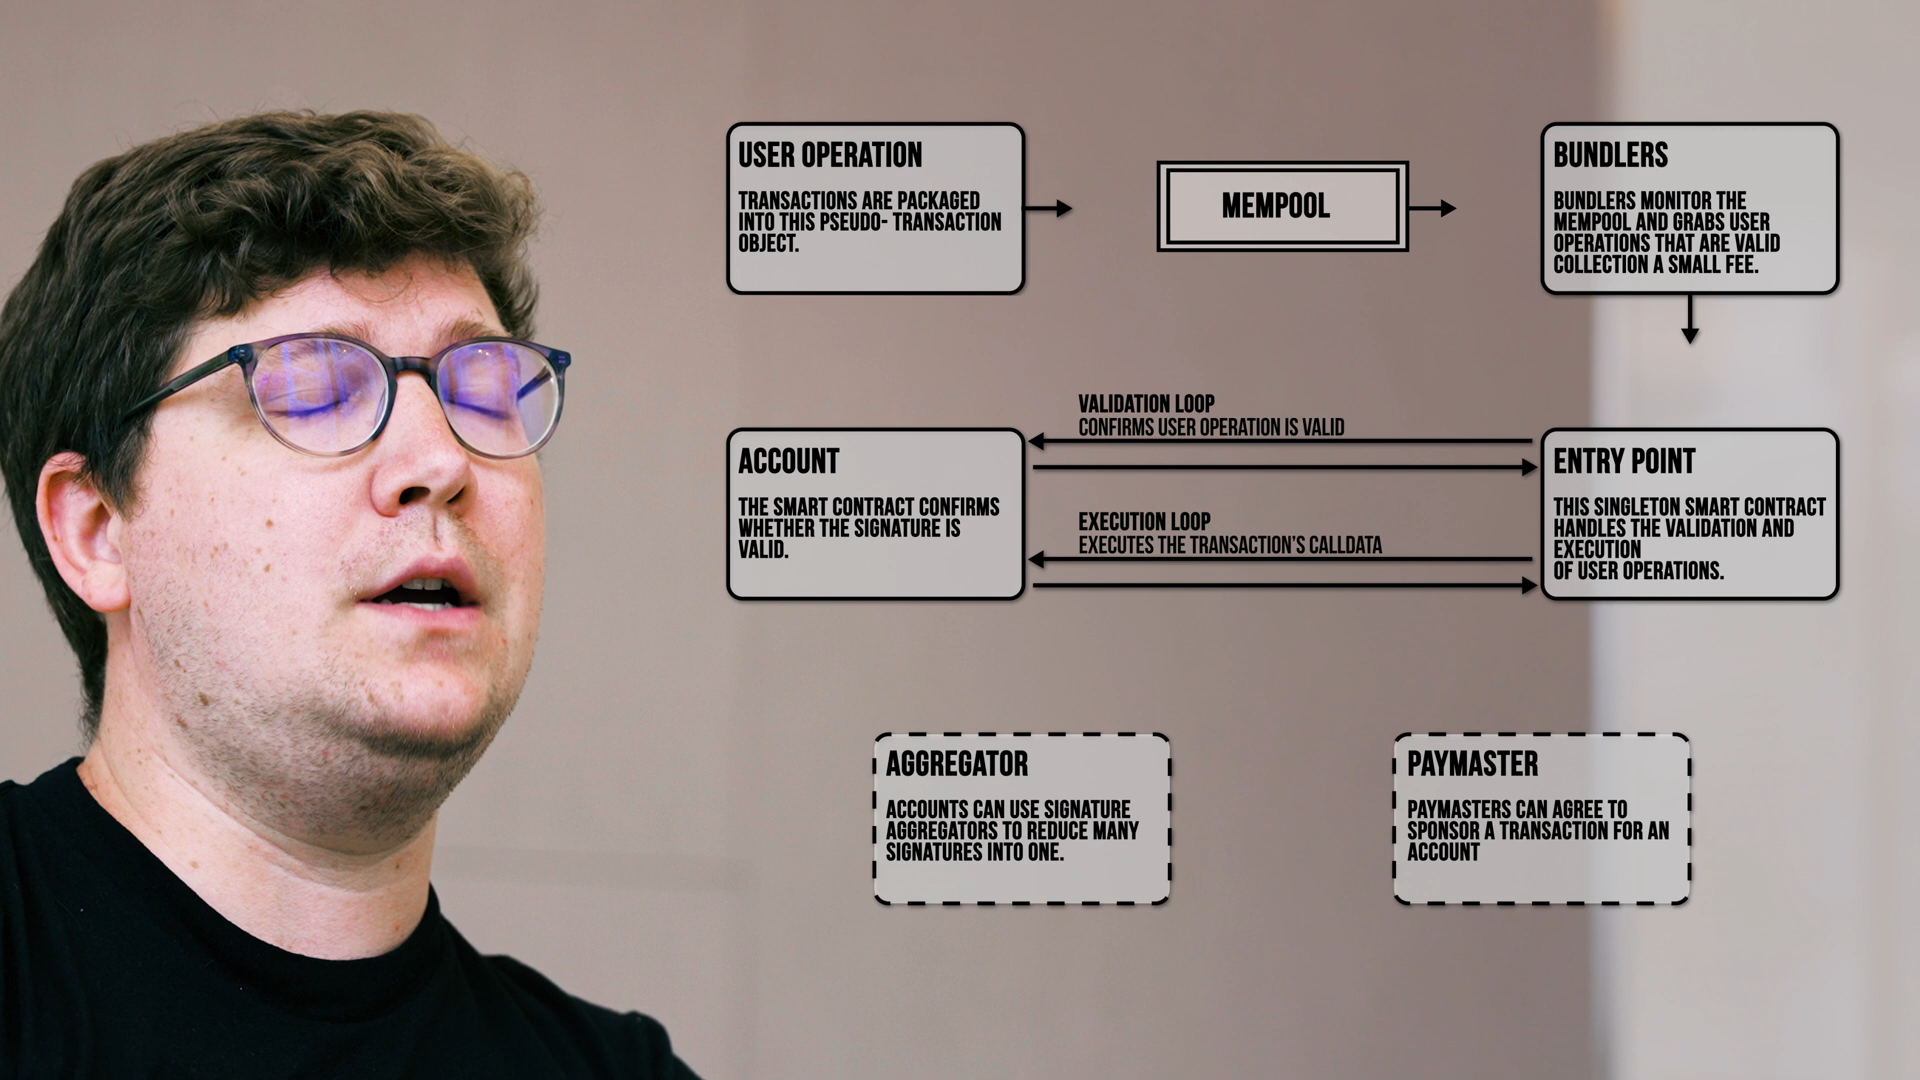 USER OPERATION
TRANSACTIONS ARE PACKAGED
INTO THIS PSEUDO- TRANSACTION
OBJECT.
MEMPOOL
BUNDLERS
BUNDLERS MONITOR THE
MEMPOOL AND GRABS USER
OPERATIONS THAT ARE VALID
COLLECTION A SMALL FEE.
VALIDATION LOOP
CONFIRMS USER OPERATION IS VALID
ACCOUNT
THE SMART CONTRACT CONFIRMS
WHETHER THE SIGNATURE IS
VALID.
EXECUTION LOOP
EXECUTES THE TRANSACTION'S CALLDATA
ENTRY POINT
THIS SINGLETON SMART CONTRACT
HANDLES THE VALIDATION AND
EXECUTION
OF USER OPERATIONS.
AGGREGATOR
ACCOUNTS CAN USE SIGNATURE
AGGREGATORS TO REDUCE MANY
SIGNATURES INTO ONE.
PAYMASTER
PAYMASTERS CAN AGREE TO
SPONSOR A TRANSACTION FOR AN
ACCOUNT